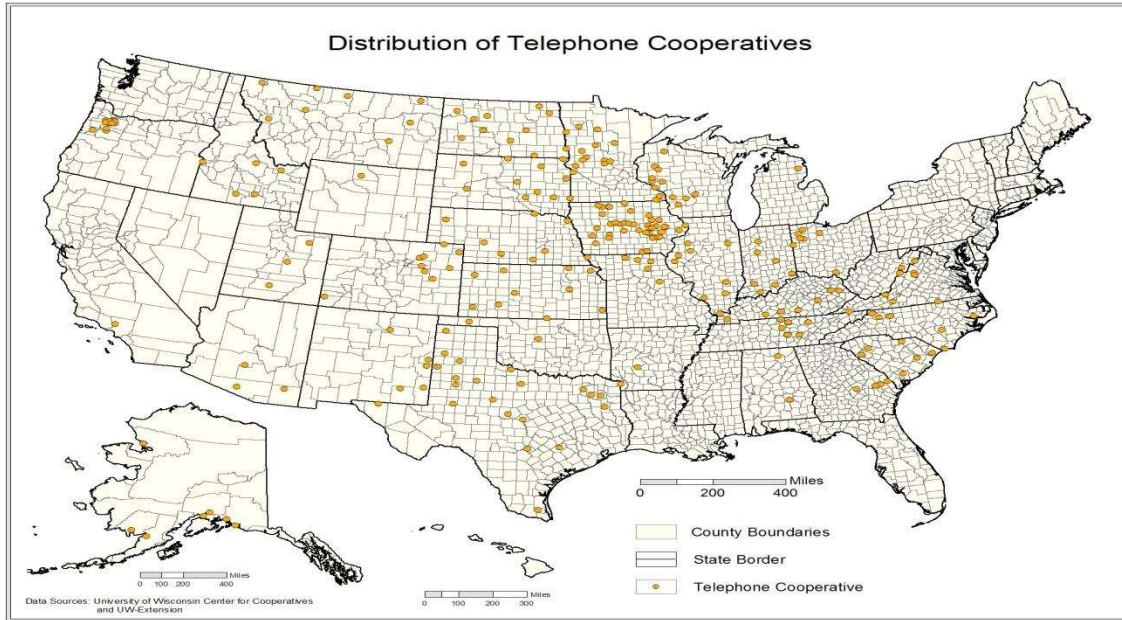 Distribution of Telephone Cooperatives
Miles
0 200 400
County Boundaries
State Border
Telephone Cooperative
Miles
0 100 200 400
Miles
0 50 100 200 300
Data Sources: University of Wisconsin Center for Cooperatives
and UW-Extension